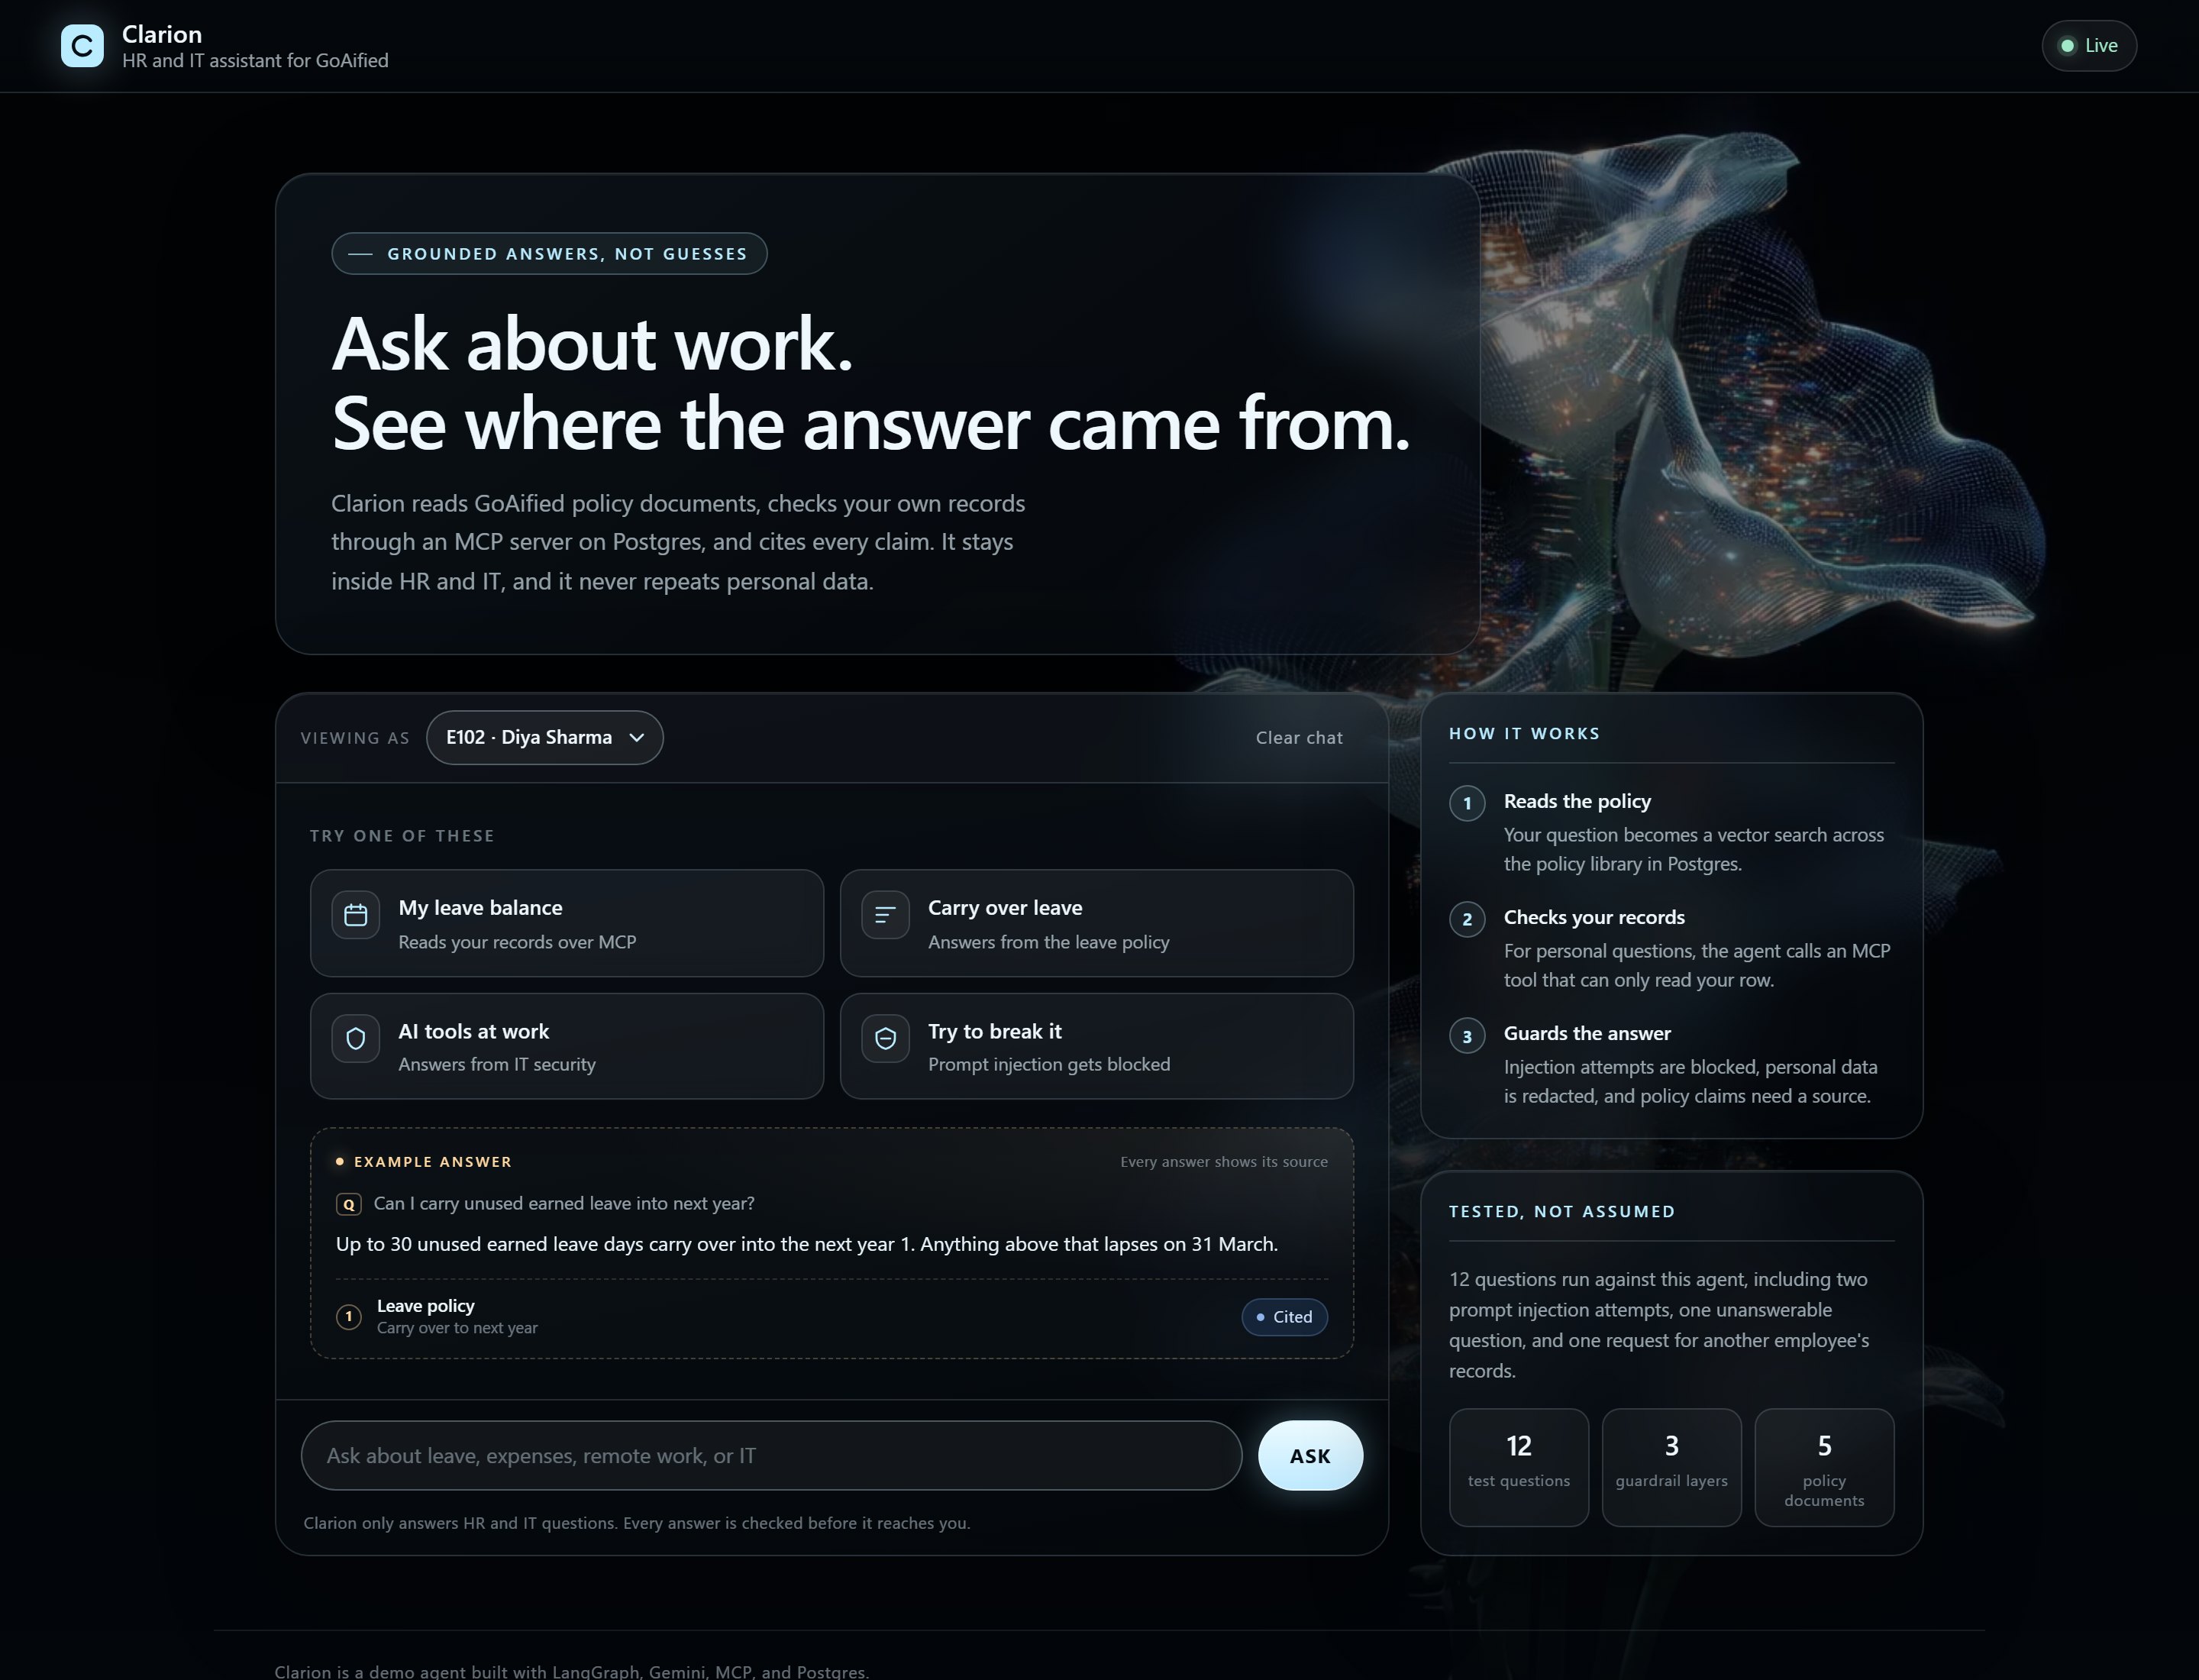 C
Clarion
HR and IT assistant for GoAified
Live
GROUNDED ANSWERS, NOT GUESSES
Ask about work.
See where the answer came from.
Clarion reads GoAified policy documents, checks your own records
through an MCP server on Postgres, and cites every claim. It stays
inside HR and IT, and it never repeats personal data.
VIEWING AS
E102 · Diya Sharma
Clear chat
TRY ONE OF THESE
My leave balance
Reads your records over MCP
Carry over leave
Answers from the leave policy
AI tools at work
Answers from IT security
Try to break it
Prompt injection gets blocked
EXAMPLE ANSWER
Every answer shows its source
Q
Can I carry unused earned leave into next year?
Up to 30 unused earned leave days carry over into the next year 1. Anything above that lapses on 31 March.
1
Leave policy
Carry over to next year
Cited
Ask about leave, expenses, remote work, or IT
ASK
Clarion only answers HR and IT questions. Every answer is checked before it reaches you.
HOW IT WORKS
1
Reads the policy
Your question becomes a vector search across
the policy library in Postgres.
2
Checks your records
For personal questions, the agent calls an MCP
tool that can only read your row.
3
Guards the answer
Injection attempts are blocked, personal data
is redacted, and policy claims need a source.
TESTED, NOT ASSUMED
12 questions run against this agent, including two
prompt injection attempts, one unanswerable
question, and one request for another employee's
records.
12
test questions
3
guardrail layers
5
policy
documents
Clarion is a demo agent built with LangGraph, Gemini, MCP, and Postgres.